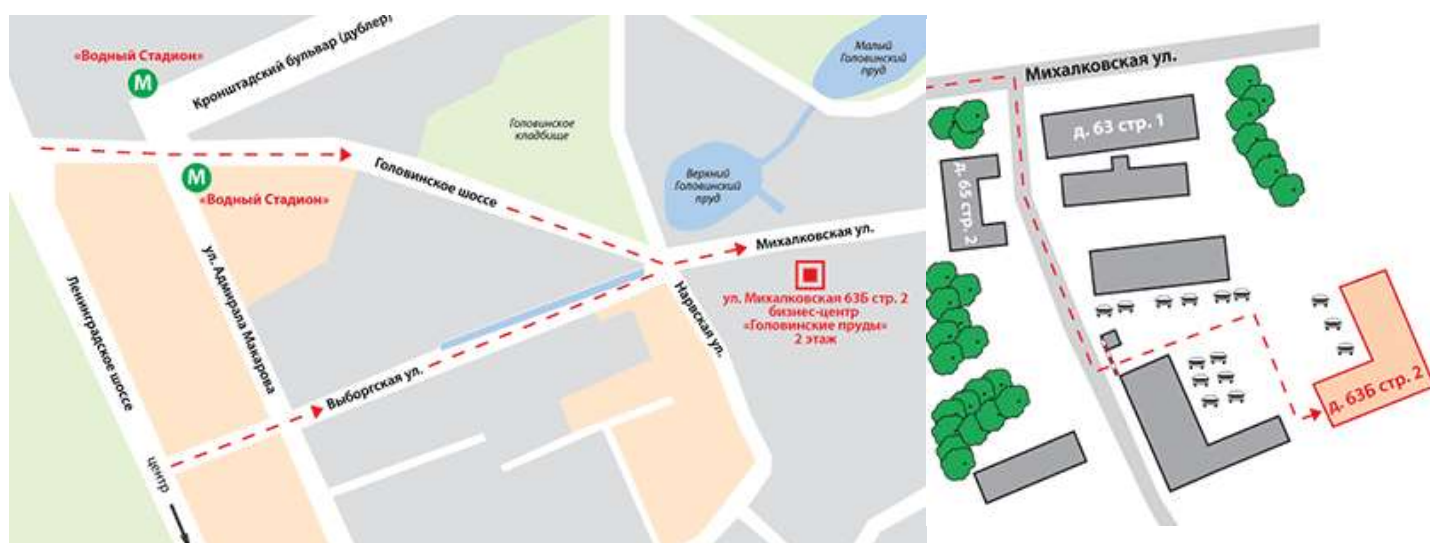 «Водный Стадион»
М
Кронштадский бульвар (дублер)
Малый
Головинский
пруд
Головинское
кладбище
М
«Водный Стадион»
Головинское шоссе
Верхний
Головинский
пруд
Михалковская ул.
ул. Михалковская 63Б стр. 2
бизнес-центр
«Головинские пруды»
2 этаж
Ленинградское шоссе
ул. Адмирала Макарова
Нарвская ул.
Выборгская ул.
центр
Михалковская ул.
д. 63 стр. 1
д. 65 стр. 2
д. 63Б стр. 2